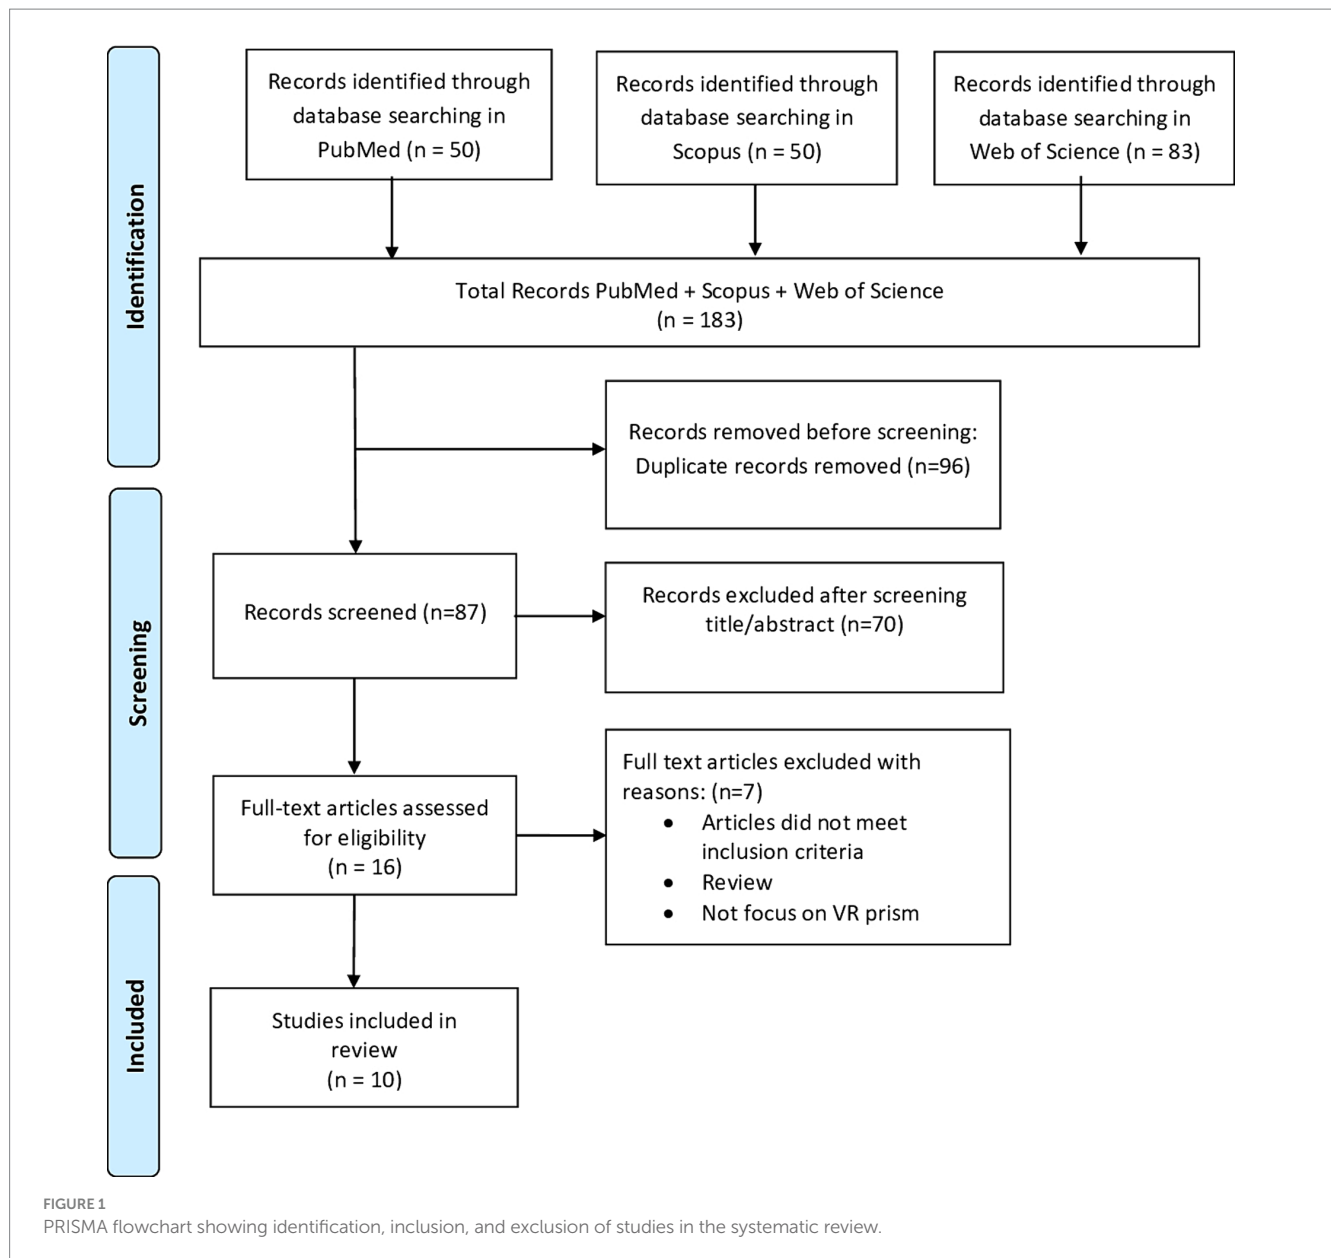 Identification
Records identified through
database searching in
PubMed (n = 50)
Records identified through
database searching in
Scopus (n = 50)
Records identified through
database searching in
Web of Science (n = 83)
Total Records PubMed + Scopus + Web of Science
(n = 183)
Records removed before screening:
Duplicate records removed (n=96)
Screening
Records screened (n=87)
Records excluded after screening
title/abstract (n=70)
Full-text articles assessed
for eligibility
(n = 16)
Full text articles excluded with
reasons: (n=7)
• Articles did not meet
inclusion criteria
• Review
• Not focus on VR prism
Included
Studies included in
review
(n = 10)
FIGURE 1
PRISMA flowchart showing identification, inclusion, and exclusion of studies in the systematic review.